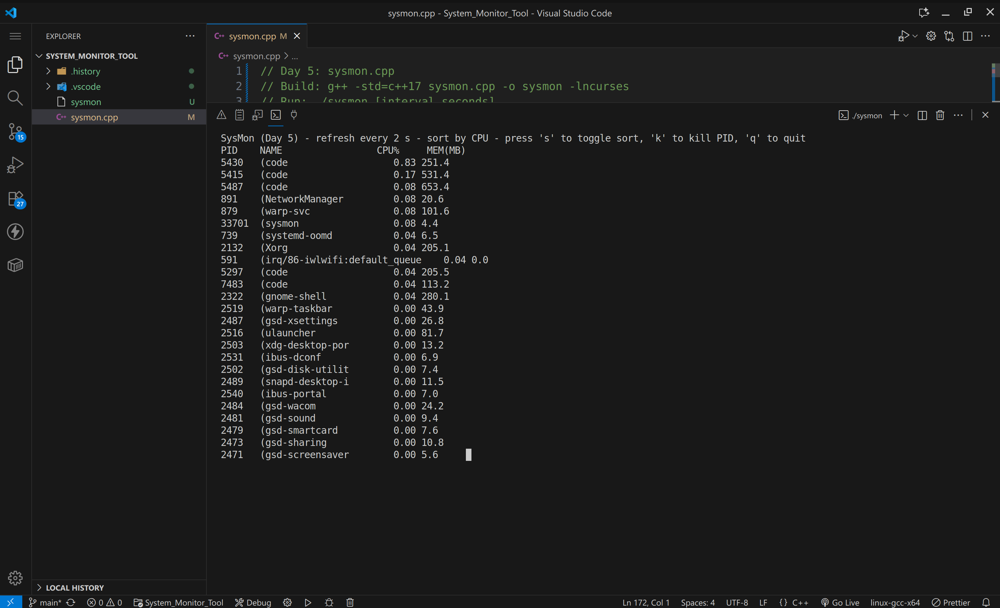 sysmon.cpp - System_Monitor_Tool - Visual Studio Code
EXPLORER
SYSTEM_MONITOR_TOOL
.history
.vscode
sysmon U
sysmon.cpp M
15
27
LOCAL HISTORY
sysmon.cpp M
sysmon.cpp > ...
1 // Day 5: sysmon.cpp
2 // Build: g++ -std=c++17 sysmon.cpp -o sysmon -lncurses
3 // Run: ./sysmon [interval_seconds]
./sysmon
SysMon (Day 5) - refresh every 2 s - sort by CPU - press 's' to toggle sort, 'k' to kill PID, 'q' to quit
PID NAME CPU% MEM(MB)
5430 (code 0.83 251.4
5415 (code 0.17 531.4
5487 (code 0.08 653.4
891 (NetworkManager 0.08 20.6
879 (warp-svc 0.08 101.6
33701 (sysmon 0.08 4.4
739 (systemd-oomd 0.04 6.5
2132 (Xorg 0.04 205.1
591 (irq/86-iwlwifi:default_queue 0.04 0.0
5297 (code 0.04 205.5
7483 (code 0.04 113.2
2322 (gnome-shell 0.04 280.1
2519 (warp-taskbar 0.00 43.9
2487 (gsd-xsettings 0.00 26.8
2516 (ulauncher 0.00 81.7
2503 (xdg-desktop-por 0.00 13.2
2531 (ibus-dconf 0.00 6.9
2502 (gsd-disk-utilit 0.00 7.4
2489 (snapd-desktop-i 0.00 11.5
2540 (ibus-portal 0.00 7.0
2484 (gsd-wacom 0.00 24.2
2481 (gsd-sound 0.00 9.4
2479 (gsd-smartcard 0.00 7.6
2473 (gsd-sharing 0.00 10.8
2471 (gsd-screensaver 0.00 5.6
main* 0 0 System_Monitor_Tool Debug Ln 172, Col 1 Spaces: 4 UTF-8 LF {} C++ Go Live linux-gcc-x64 Prettier